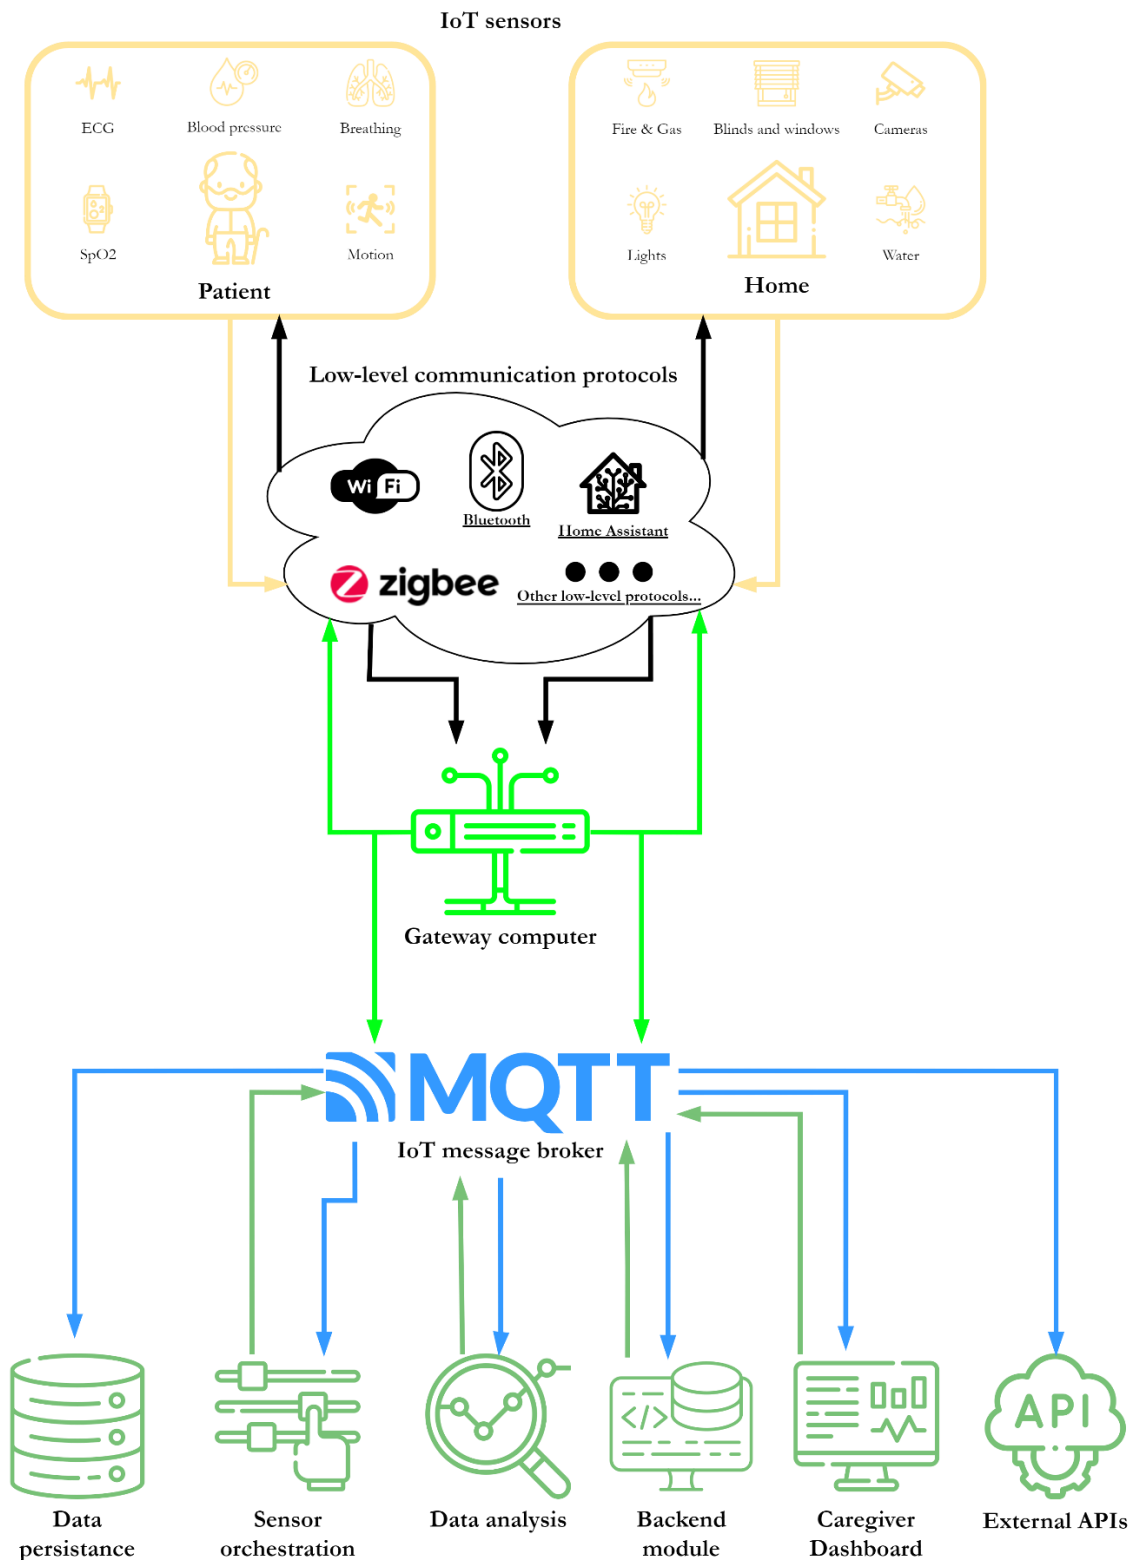 IoT sensors
ECG
Blood pressure
Breathing
SpO2
Motion
Patient
Fire & Gas
Blinds and windows
Cameras
Lights
Water
Home
Low-level communication protocols
Wi Fi
Bluetooth
Home Assistant
zigbee
Other low-level protocols...
Gateway computer
MQTT
IoT message broker
</>
API
Data
persistance
Sensor
orchestration
Data analysis
Backend
module
Caregiver
Dashboard
External APIs